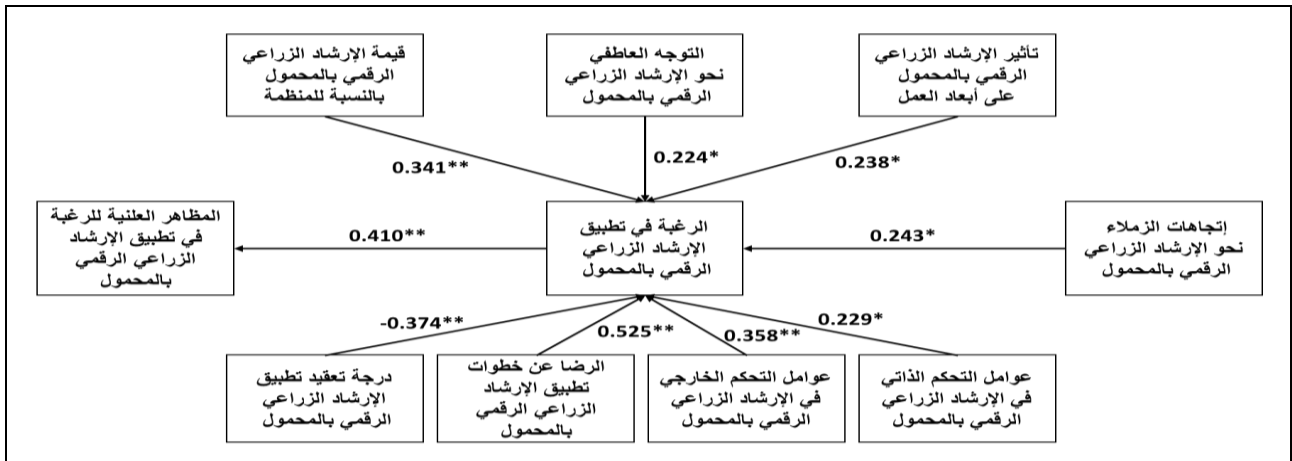 تأثير الإرشاد الزراعي
الرقمي بالمحمول
على أبعاد العمل
التوجه العاطفي
نحو الإرشاد الزراعي
الرقمي بالمحمول
قيمة الإرشاد الزراعي
الرقمي بالمحمول
بالنسبة للمنظمة
0.238*
0.224*
0.341**
إتجاهات الزملاء
نحو الإرشاد الزراعي
الرقمي بالمحمول
0.243*
الرغبة في تطبيق
الإرشاد الزراعي
الرقمي بالمحمول
0.410**
المظاهر العلنية للرغبة
في تطبيق الإرشاد
الزراعي الرقمي
بالمحمول
0.229*
0.358**
0.525**
-0.374**
عوامل التحكم الذاتي
في الإرشاد الزراعي
الرقمي بالمحمول
عوامل التحكم الخارجي
في الإرشاد الزراعي
الرقمي بالمحمول
الرضا عن خطوات
تطبيق الإرشاد
الزراعي الرقمي
بالمحمول
درجة تعقيد تطبيق
الإرشاد الزراعي
الرقمي بالمحمول